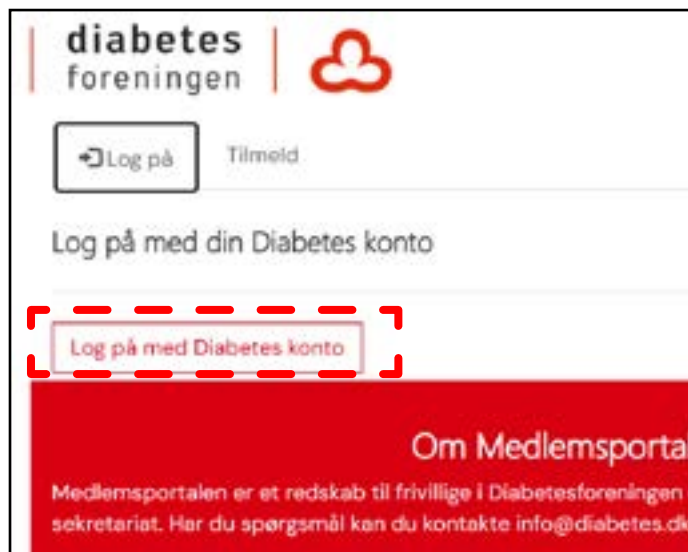 diabetes
foreningen
Log på
Tilmeld
Log på med din Diabetes konto
Log på med Diabetes konto
Om Medlemsportal
Medlemsportalen er et redskab til frivillige i Diabetesforeningen
sekretariat. Har du spørgsmål kan du kontakte info@diabetes.dk